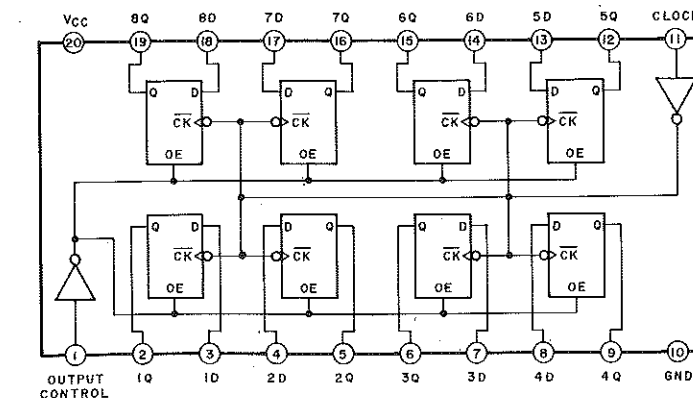 VCC 8Q 8D 7D 7Q 6Q 6D 5D 5Q CLOCK
20 19 18 17 16 15 14 13 12 11
Q D D Q Q D D Q
CK CK CK CK
OE OE OE OE
Q D D Q Q D D Q
CK CK CK CK
OE OE OE OE
1 2 3 4 5 6 7 8 9 10
OUTPUT CONTROL 1Q 1D 2D 2Q 3Q 3D 4D 4Q GND